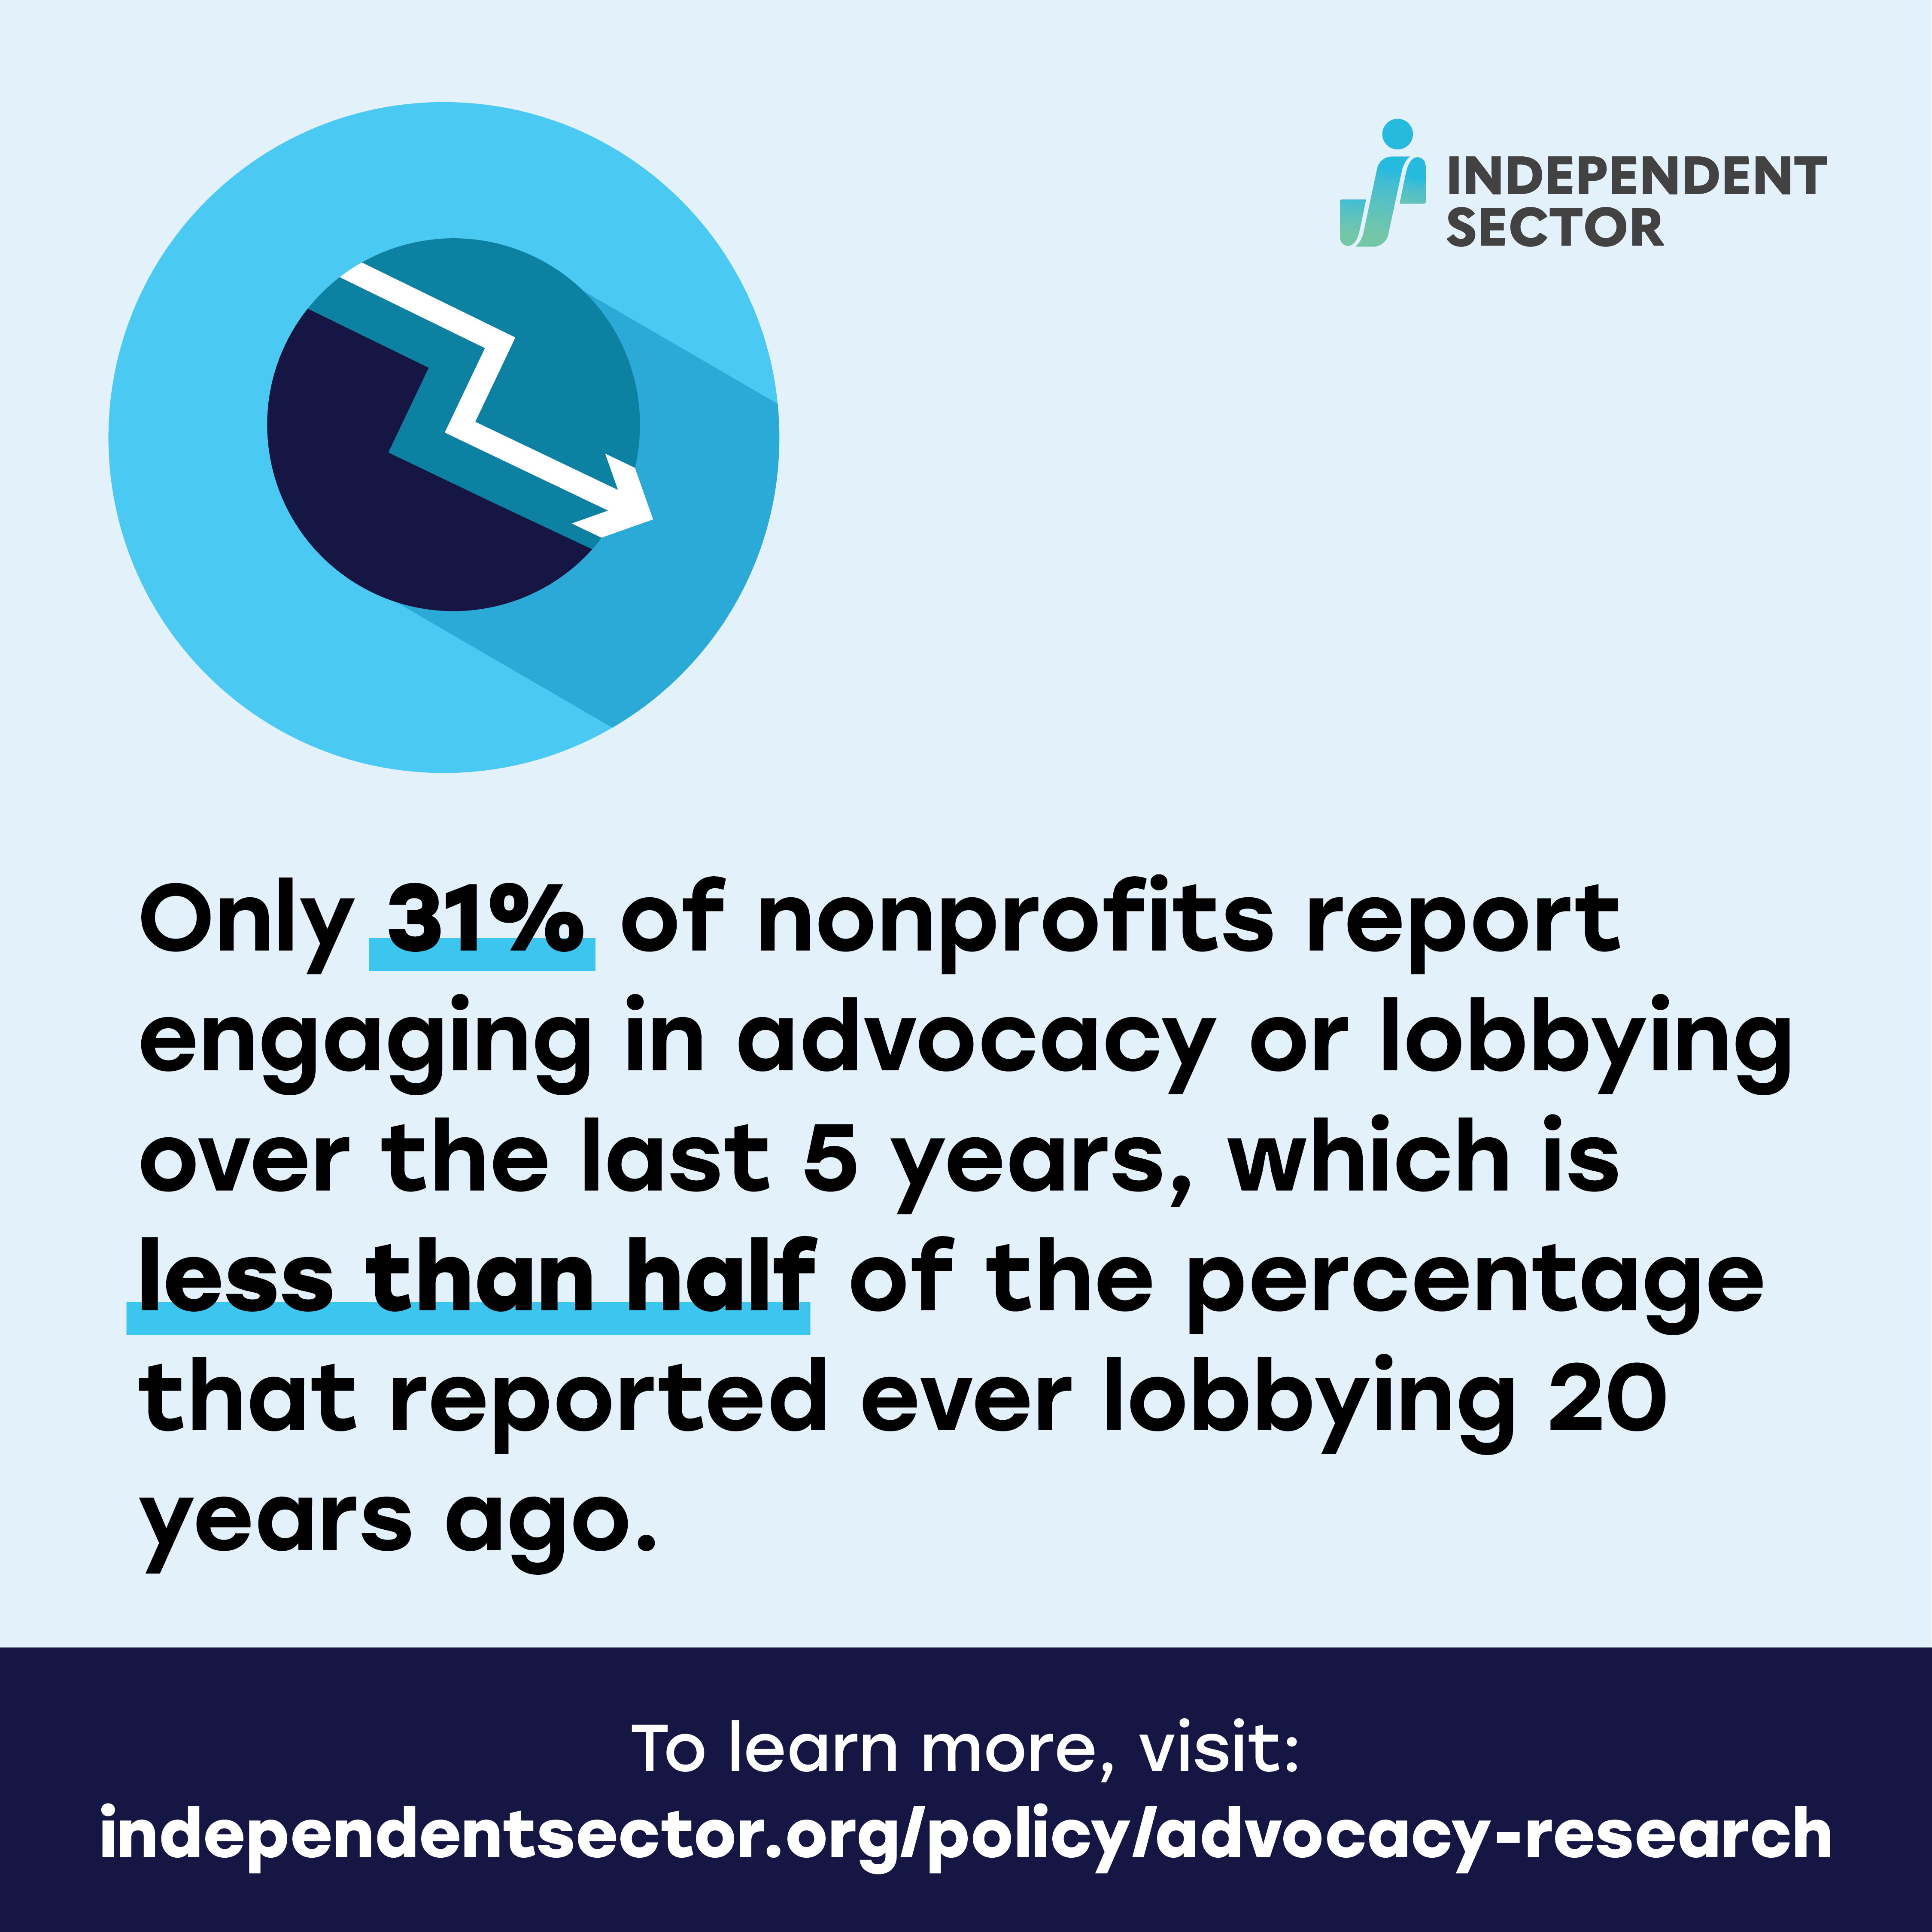 INDEPENDENT
SECTOR
Only 31% of nonprofits report
engaging in advocacy or lobbying
over the last 5 years, which is
less than half of the percentage
that reported ever lobbying 20
years ago.
To learn more, visit:
independentsector.org/policy/advocacy-research